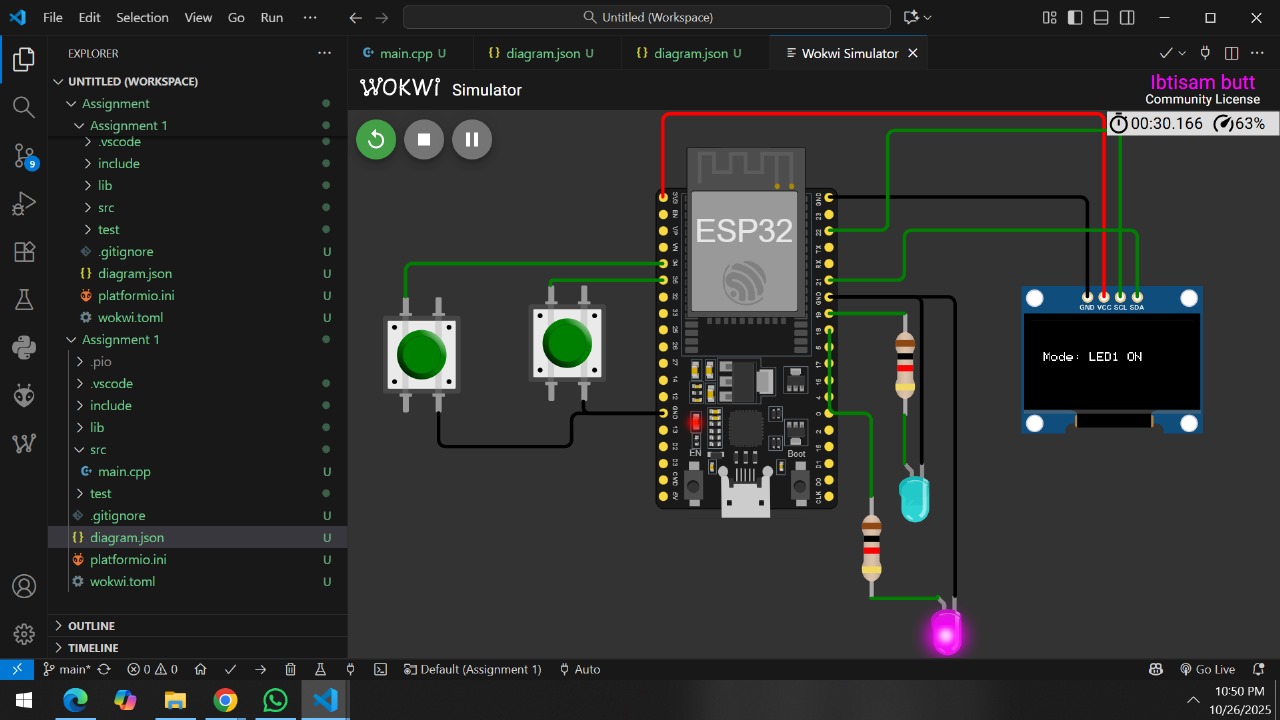 File Edit Selection View Go Run ··· Untitled (Workspace)
EXPLORER ···
UNTITLED (WORKSPACE)
Assignment
Assignment 1
.vscode
include
lib
src
test
.gitignore U
diagram.json U
platformio.ini U
wokwi.toml U
Assignment 1
.pio
.vscode
include
lib
src
main.cpp U
test
.gitignore U
diagram.json U
platformio.ini U
wokwi.toml U
OUTLINE
TIMELINE
9
main.cpp U diagram.json U diagram.json U Wokwi Simulator
WOKWI Simulator
Ibtisam butt
Community License
00:30.166 63%
ESP32
EN Boot
GND VCC SCL SDA
Mode: LED1 ON
main* 0 0 Default (Assignment 1) Auto Go Live
10:50 PM
10/26/2025